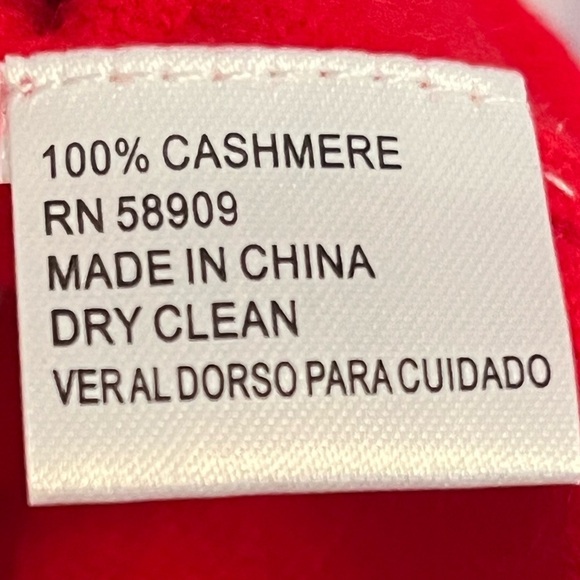 100% CASHMERE
RN 58909
MADE IN CHINA
DRY CLEAN
VER AL DORSO PARA CUIDADO